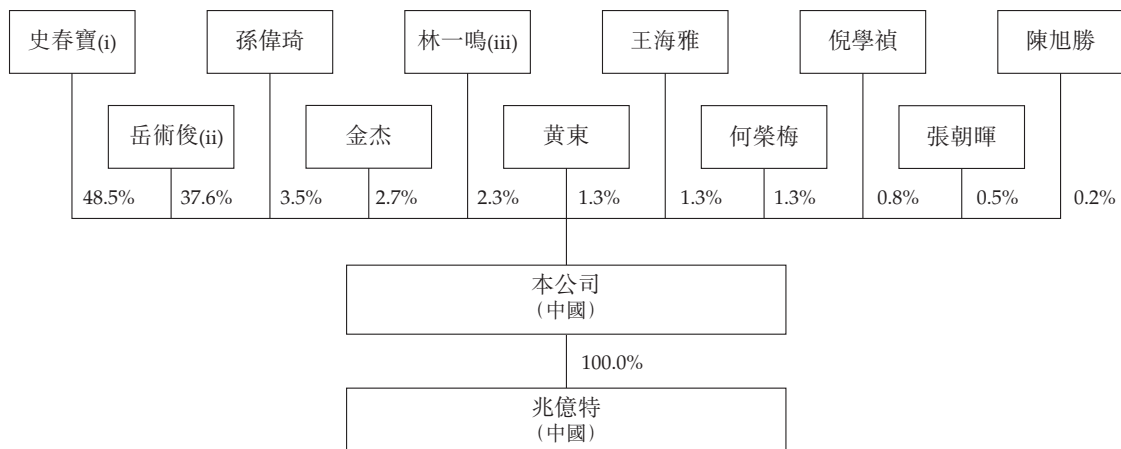 史春寶(i)
孫偉琦
林一鳴(iii)
王海雅
倪學禎
陳旭勝
岳術俊(ii)
金杰
黃東
何榮梅
張朝暉
48.5%
37.6%
3.5%
2.7%
2.3%
1.3%
1.3%
1.3%
0.8%
0.5%
0.2%
本公司
(中國)
100.0%
兆億特
(中國)